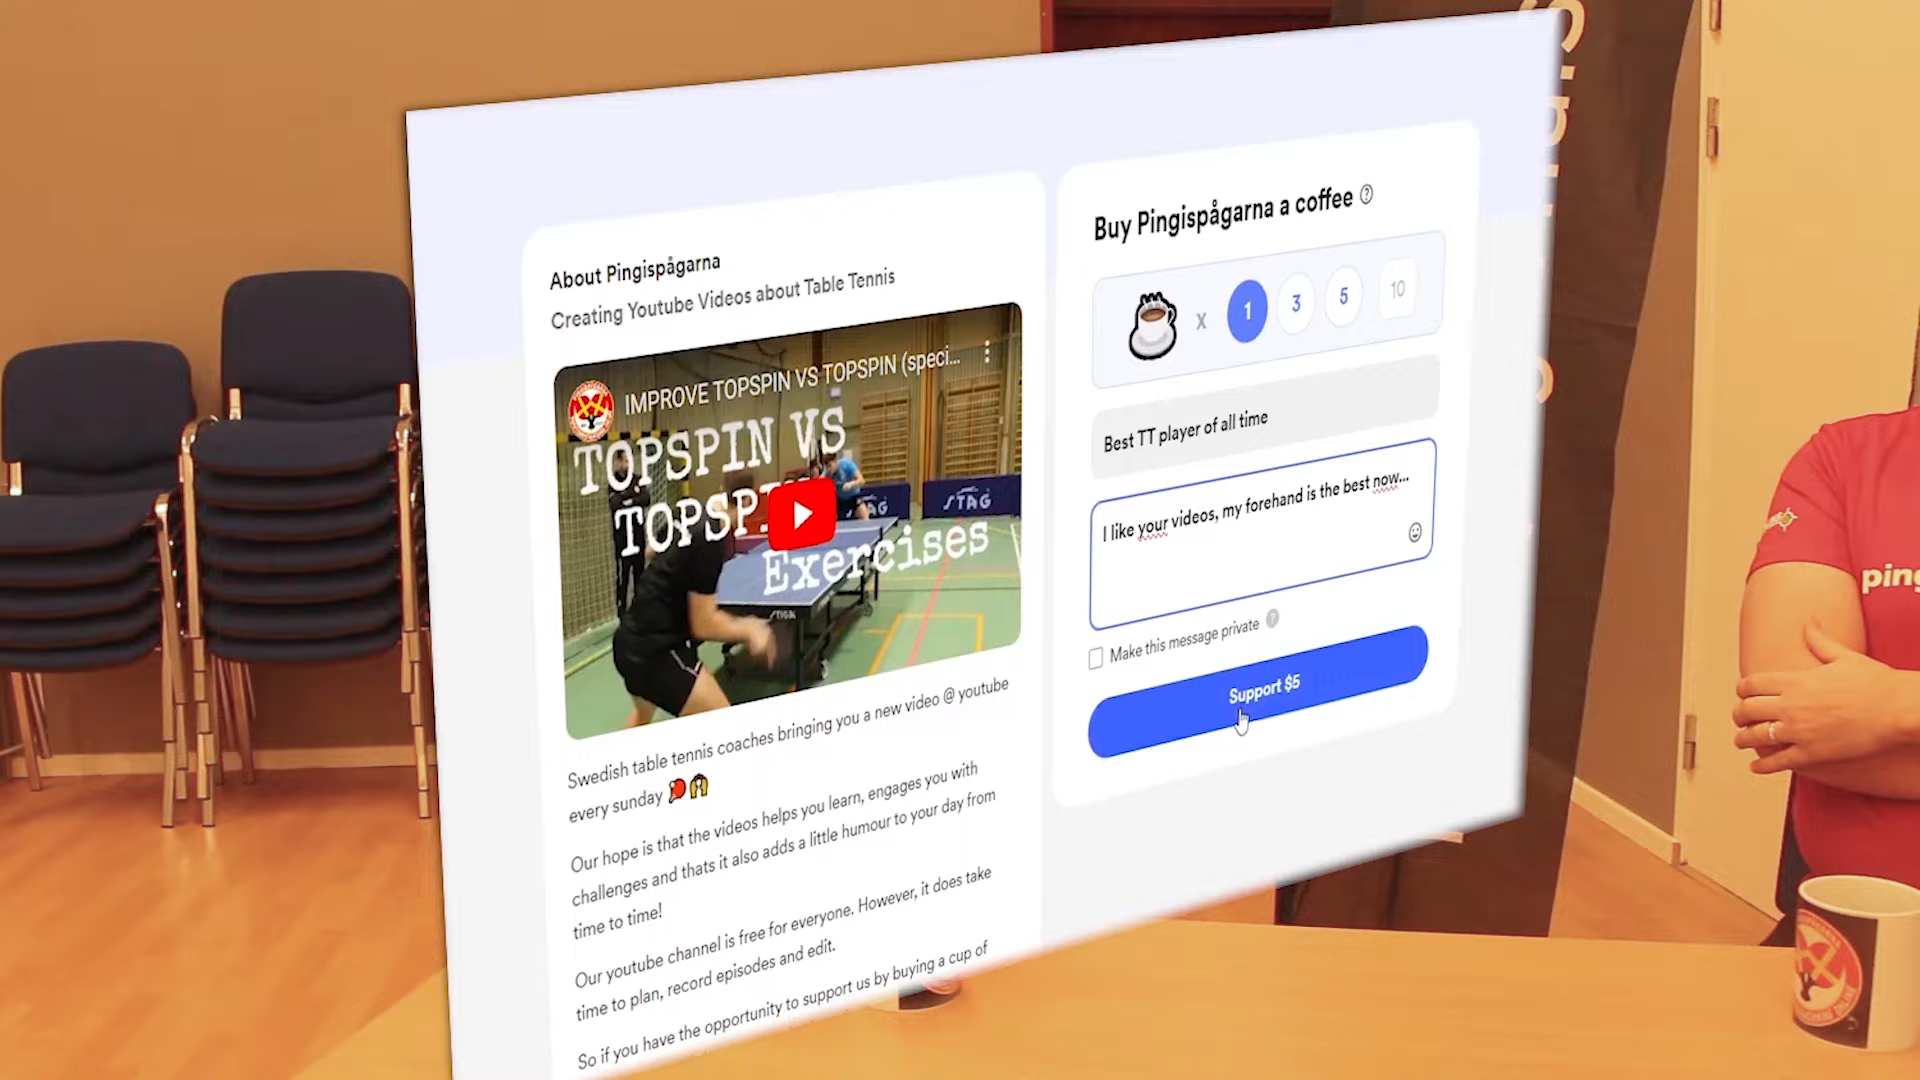 About Pingispågarna
Creating Youtube Videos about Table Tennis
IMPROVE TOPSPIN VS TOPSPIN (speci...
TOPSPIN VS
Exercises
STAG
STIGA
Swedish table tennis coaches bringing you a new video @ youtube
every sunday
Our hope is that the videos helps you learn, engages you with
challenges and thats it also adds a little humour to your day from
time to time!
Our youtube channel is free for everyone. However, it does take
time to plan, record episodes and edit.
So if you have the opportunity to support us by buying a cup of
Buy Pingispågarna a coffee ?
x 1 3 5 10
Best TT player of all time
I like your videos, my forehand is the best now...
Make this message private ?
Support $5